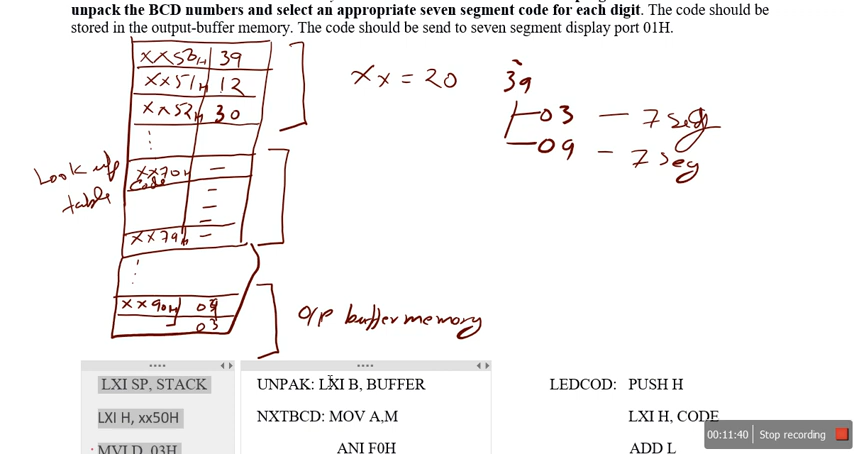 unpack the BCD numbers and select an appropriate seven segment code for each digit. The code should be
stored in the output-buffer memory. The code should be send to seven segment display port 01H.
xx50H 39
xx51H 12
xx52H 30
xx = 20
39
03 - 7 seg
09 - 7 seg
Look up
table
xx70H -
Code
-
-
-
xx79H -
xx90H 09
03
O/P buffer memory
LXI SP, STACK
LXI H, xx50H
MVI D, 03H
UNPAK: LXI B, BUFFER
NXTBCD: MOV A,M
ANI F0H
LEDCOD: PUSH H
LXI H, CODE
ADD L
00:11:40 Stop recording